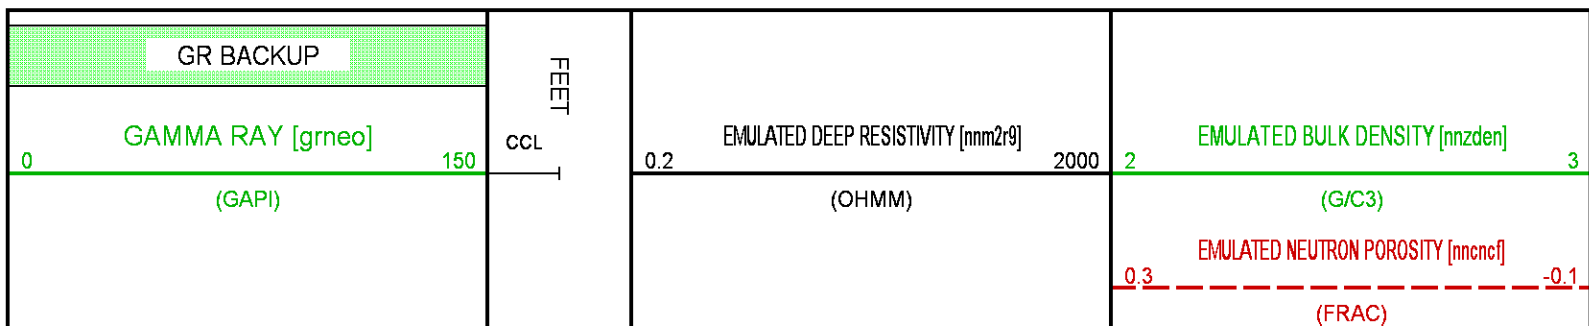 GR BACKUP
GAMMA RAY [grneo]
0 150
(GAPI)
FEET
CCL
EMULATED DEEP RESISTIVITY [nnm2r9]
0.2 2000
(OHMM)
EMULATED BULK DENSITY [nnzden]
2 3
(G/C3)
EMULATED NEUTRON POROSITY [nncncf]
0.3 -0.1
(FRAC)